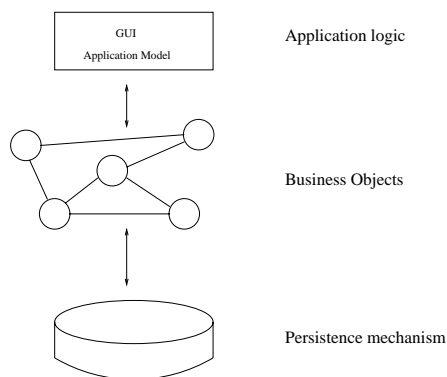 GUI
Application Model
Application logic
Business Objects
Persistence mechanism